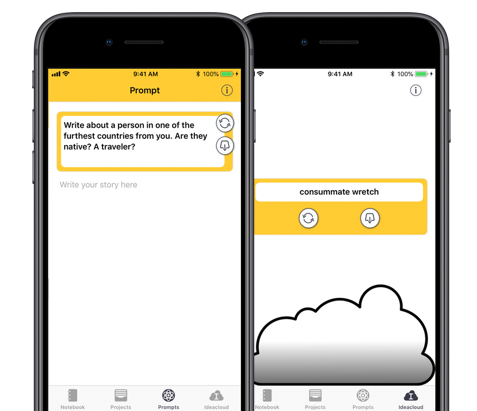 9:41 AM
100%
9:41 AM
100%
Prompt
Write about a person in one of the
furthest countries from you. Are they
native? A traveler?
Write your story here
consummate wretch
Notebook
Projects
Prompts
Ideacloud
Notebook
Projects
Prompts
Ideacloud